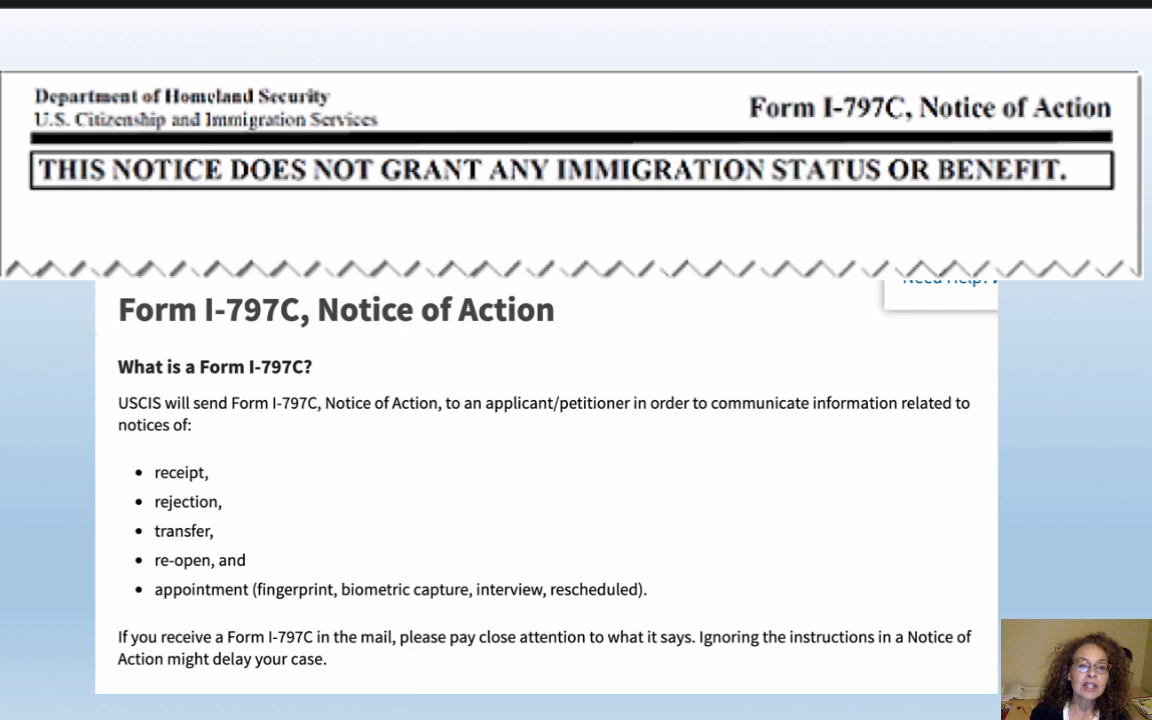 Department of Homeland Security
U.S. Citizenship and Immigration Services
Form I-797C, Notice of Action
THIS NOTICE DOES NOT GRANT ANY IMMIGRATION STATUS OR BENEFIT.
Need Help?
Form I-797C, Notice of Action
What is a Form I-797C?
USCIS will send Form I-797C, Notice of Action, to an applicant/petitioner in order to communicate information related to
notices of:
• receipt,
• rejection,
• transfer,
• re-open, and
• appointment (fingerprint, biometric capture, interview, rescheduled).
If you receive a Form I-797C in the mail, please pay close attention to what it says. Ignoring the instructions in a Notice of
Action might delay your case.